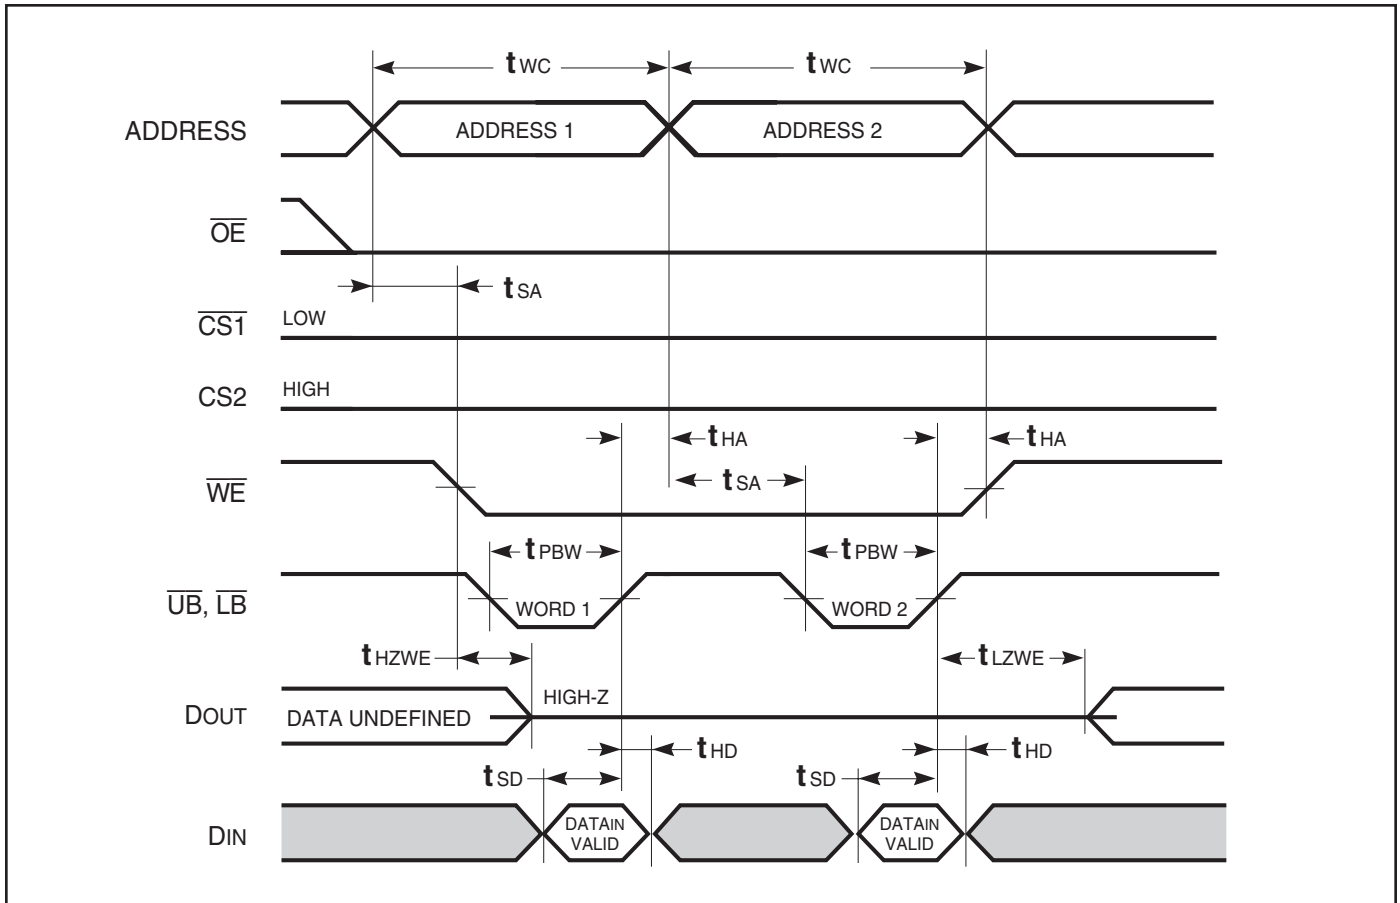 tWC tWC
ADDRESS ADDRESS 1 ADDRESS 2
OE
tSA
CS1 LOW
CS2 HIGH
tHA tHA
WE tSA
tPBW tPBW
UB, LB WORD 1 WORD 2
tHZWE tLZWE
DOUT DATA UNDEFINED HIGH-Z
tHD tHD
tSD tSD
DIN DATAIN VALID DATAIN VALID